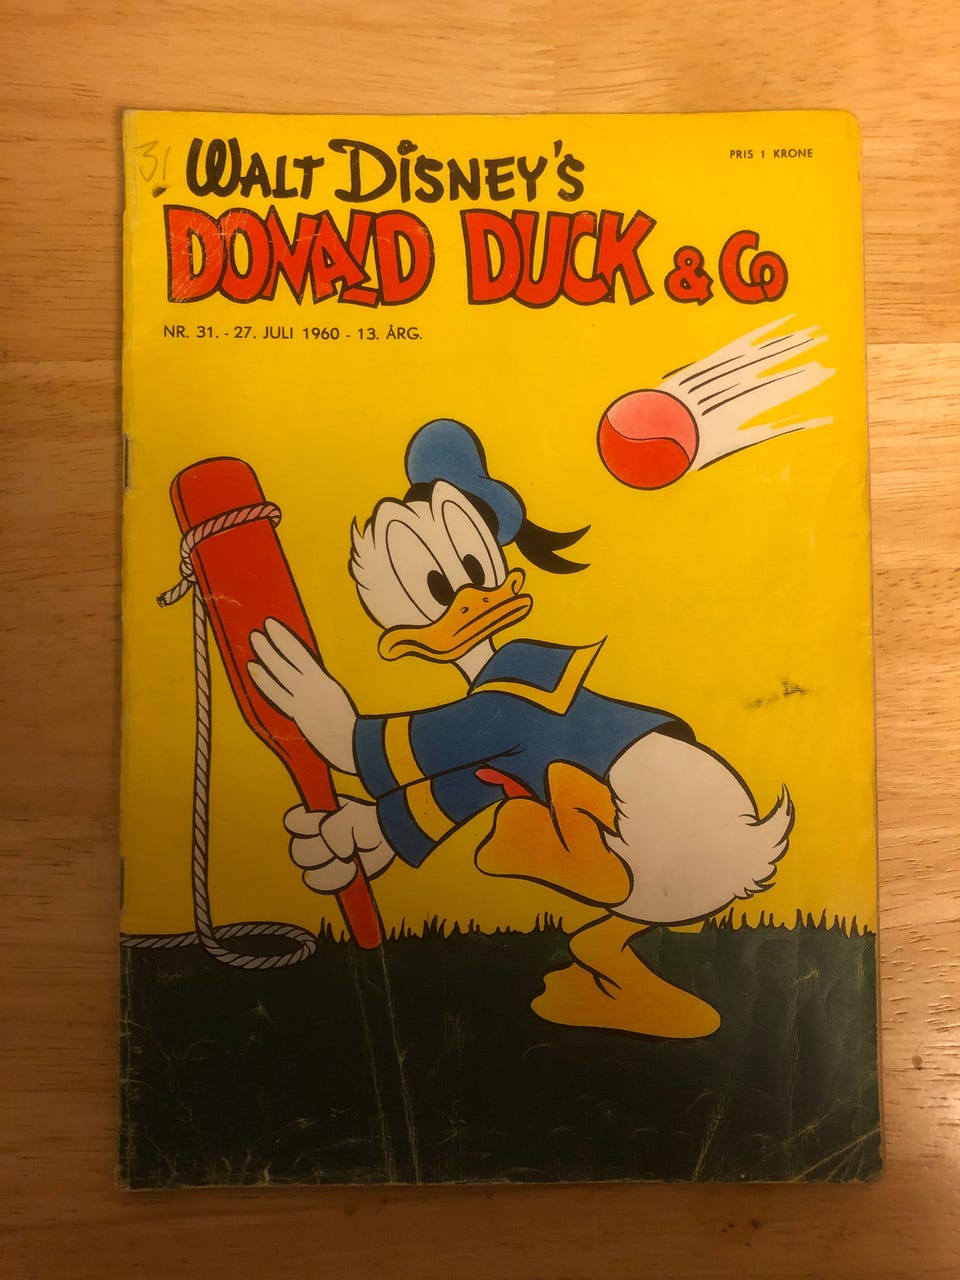 31
WALT DISNEY'S
PRIS 1 KRONE
DONALD DUCK & CO
NR. 31. - 27. JULI 1960 - 13. ÅRG.